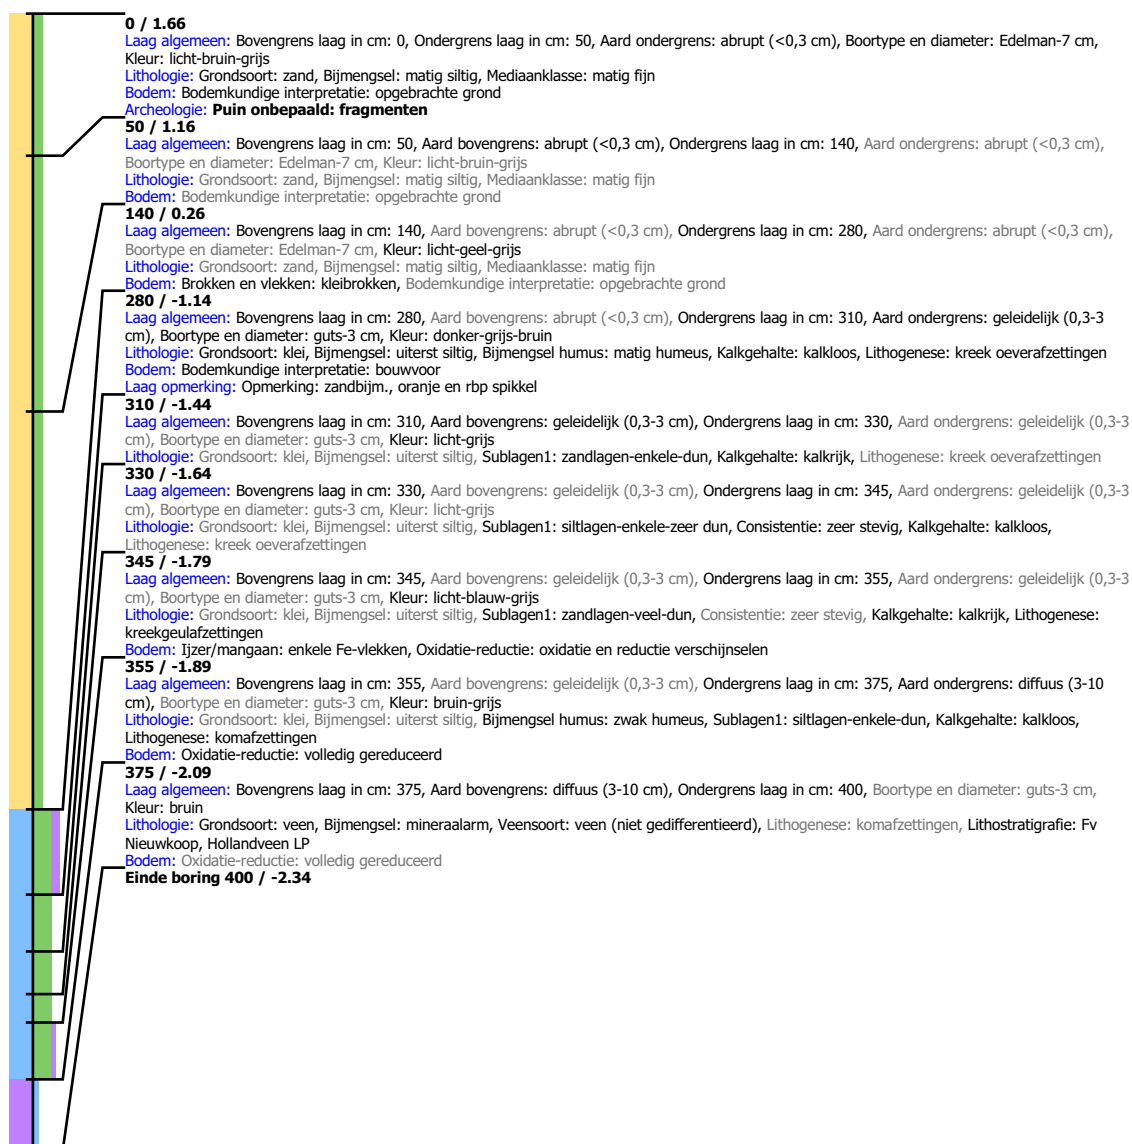 0 / 1.66
Laag algemeen: Bovengrens laag in cm: 0, Ondergrens laag in cm: 50, Aard ondergrens: abrupt (<0,3 cm), Boortype en diameter: Edelman-7 cm,
Kleur: licht-bruin-grijs
Lithologie: Grondsoort: zand, Bijmengsel: matig siltig, Mediaanklasse: matig fijn
Bodem: Bodemkundige interpretatie: opgebrachte grond
Archeologie: Puin onbepaald: fragmenten
50 / 1.16
Laag algemeen: Bovengrens laag in cm: 50, Aard bovengrens: abrupt (<0,3 cm), Ondergrens laag in cm: 140, Aard ondergrens: abrupt (<0,3 cm),
Boortype en diameter: Edelman-7 cm, Kleur: licht-bruin-grijs
Lithologie: Grondsoort: zand, Bijmengsel: matig siltig, Mediaanklasse: matig fijn
Bodem: Bodemkundige interpretatie: opgebrachte grond
140 / 0.26
Laag algemeen: Bovengrens laag in cm: 140, Aard bovengrens: abrupt (<0,3 cm), Ondergrens laag in cm: 280, Aard ondergrens: abrupt (<0,3 cm),
Boortype en diameter: Edelman-7 cm, Kleur: licht-geel-grijs
Lithologie: Grondsoort: zand, Bijmengsel: matig siltig, Mediaanklasse: matig fijn
Bodem: Brokken en vlekken: kleibrokken, Bodemkundige interpretatie: opgebrachte grond
280 / -1.14
Laag algemeen: Bovengrens laag in cm: 280, Aard bovengrens: abrupt (<0,3 cm), Ondergrens laag in cm: 310, Aard ondergrens: geleidelijk (0,3-3
cm), Boortype en diameter: guts-3 cm, Kleur: donker-grijs-bruin
Lithologie: Grondsoort: klei, Bijmengsel: uiterst siltig, Bijmengsel humus: matig humeus, Kalkgehalte: kalkloos, Lithogenese: kreek oeverafzettingen
Bodem: Bodemkundige interpretatie: bouwvoor
Laag opmerking: Opmerking: zandbijm., oranje en rbp spikkel
310 / -1.44
Laag algemeen: Bovengrens laag in cm: 310, Aard bovengrens: geleidelijk (0,3-3 cm), Ondergrens laag in cm: 330, Aard ondergrens: geleidelijk (0,3-3
cm), Boortype en diameter: guts-3 cm, Kleur: licht-grijs
Lithologie: Grondsoort: klei, Bijmengsel: uiterst siltig, Sublagen1: zandlagen-enkele-dun, Kalkgehalte: kalkrijk, Lithogenese: kreek oeverafzettingen
330 / -1.64
Laag algemeen: Bovengrens laag in cm: 330, Aard bovengrens: geleidelijk (0,3-3 cm), Ondergrens laag in cm: 345, Aard ondergrens: geleidelijk (0,3-3
cm), Boortype en diameter: guts-3 cm, Kleur: licht-grijs
Lithologie: Grondsoort: klei, Bijmengsel: uiterst siltig, Sublagen1: siltlagen-enkele-zeer dun, Consistentie: zeer stevig, Kalkgehalte: kalkloos,
Lithogenese: kreek oeverafzettingen
345 / -1.79
Laag algemeen: Bovengrens laag in cm: 345, Aard bovengrens: geleidelijk (0,3-3 cm), Ondergrens laag in cm: 355, Aard ondergrens: geleidelijk (0,3-3
cm), Boortype en diameter: guts-3 cm, Kleur: licht-blauw-grijs
Lithologie: Grondsoort: klei, Bijmengsel: uiterst siltig, Sublagen1: zandlagen-veel-dun, Consistentie: zeer stevig, Kalkgehalte: kalkrijk, Lithogenese:
kreekgeulafzettingen
Bodem: Ijzer/mangaan: enkele Fe-vlekken, Oxidatie-reductie: oxidatie en reductie verschijnselen
355 / -1.89
Laag algemeen: Bovengrens laag in cm: 355, Aard bovengrens: geleidelijk (0,3-3 cm), Ondergrens laag in cm: 375, Aard ondergrens: diffuus (3-10
cm), Boortype en diameter: guts-3 cm, Kleur: bruin-grijs
Lithologie: Grondsoort: klei, Bijmengsel: uiterst siltig, Bijmengsel humus: zwak humeus, Sublagen1: siltlagen-enkele-dun, Kalkgehalte: kalkloos,
Lithogenese: komafzettingen
Bodem: Oxidatie-reductie: volledig gereduceerd
375 / -2.09
Laag algemeen: Bovengrens laag in cm: 375, Aard bovengrens: diffuus (3-10 cm), Ondergrens laag in cm: 400, Boortype en diameter: guts-3 cm,
Kleur: bruin
Lithologie: Grondsoort: veen, Bijmengsel: mineraalarm, Veensoort: veen (niet gedifferentieerd), Lithogenese: komafzettingen, Lithostratigrafie: Fv
Nieuwkoop, Hollandveen LP
Bodem: Oxidatie-reductie: volledig gereduceerd
Einde boring 400 / -2.34